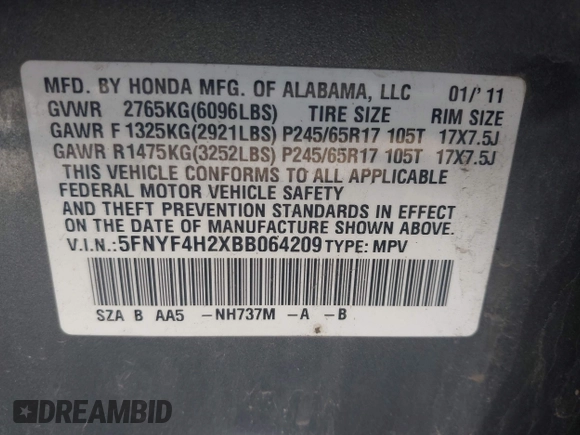 MFD. BY HONDA MFG. OF ALABAMA, LLC 01/'11
GVWR 2765KG(6096LBS) TIRE SIZE RIM SIZE
GAWR F 1325KG(2921LBS) P245/65R17 105T 17X7.5J
GAWR R 1475KG(3252LBS) P245/65R17 105T 17X7.5J
THIS VEHICLE CONFORMS TO ALL APPLICABLE
FEDERAL MOTOR VEHICLE SAFETY
AND THEFT PREVENTION STANDARDS IN EFFECT
ON THE DATE OF MANUFACTURE SHOWN ABOVE.
V.I.N.:5FNYF4H2XBB064209 TYPE: MPV
SZA B AA5 -NH737M -A -B
DREAMBID